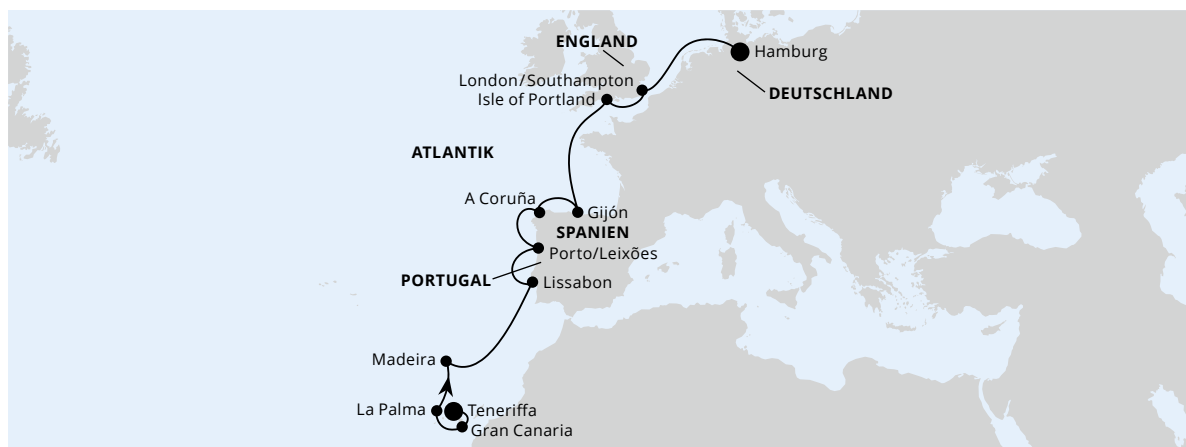 ENGLAND
Hamburg
London/Southampton
DEUTSCHLAND
Isle of Portland
ATLANTIK
A Coruña
Gijón
SPANIEN
Porto/Leixões
PORTUGAL
Lissabon
Madeira
La Palma
Teneriffa
Gran Canaria